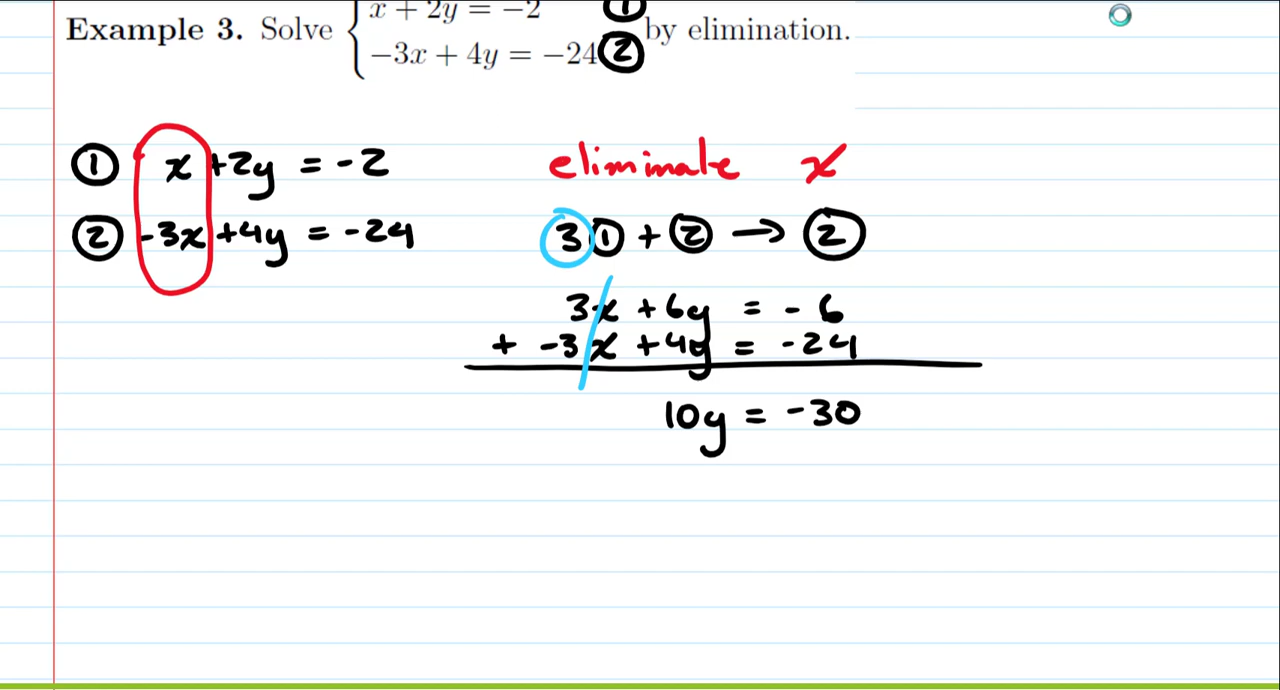 Example 3. Solve { x + 2y = −2 ① by elimination.
−3x + 4y = −24 ②
① x + 2y = -2
② -3x + 4y = -24
eliminate x
3① + ② → ②
3x + 6y = -6
+ -3x + 4y = -24
10y = -30